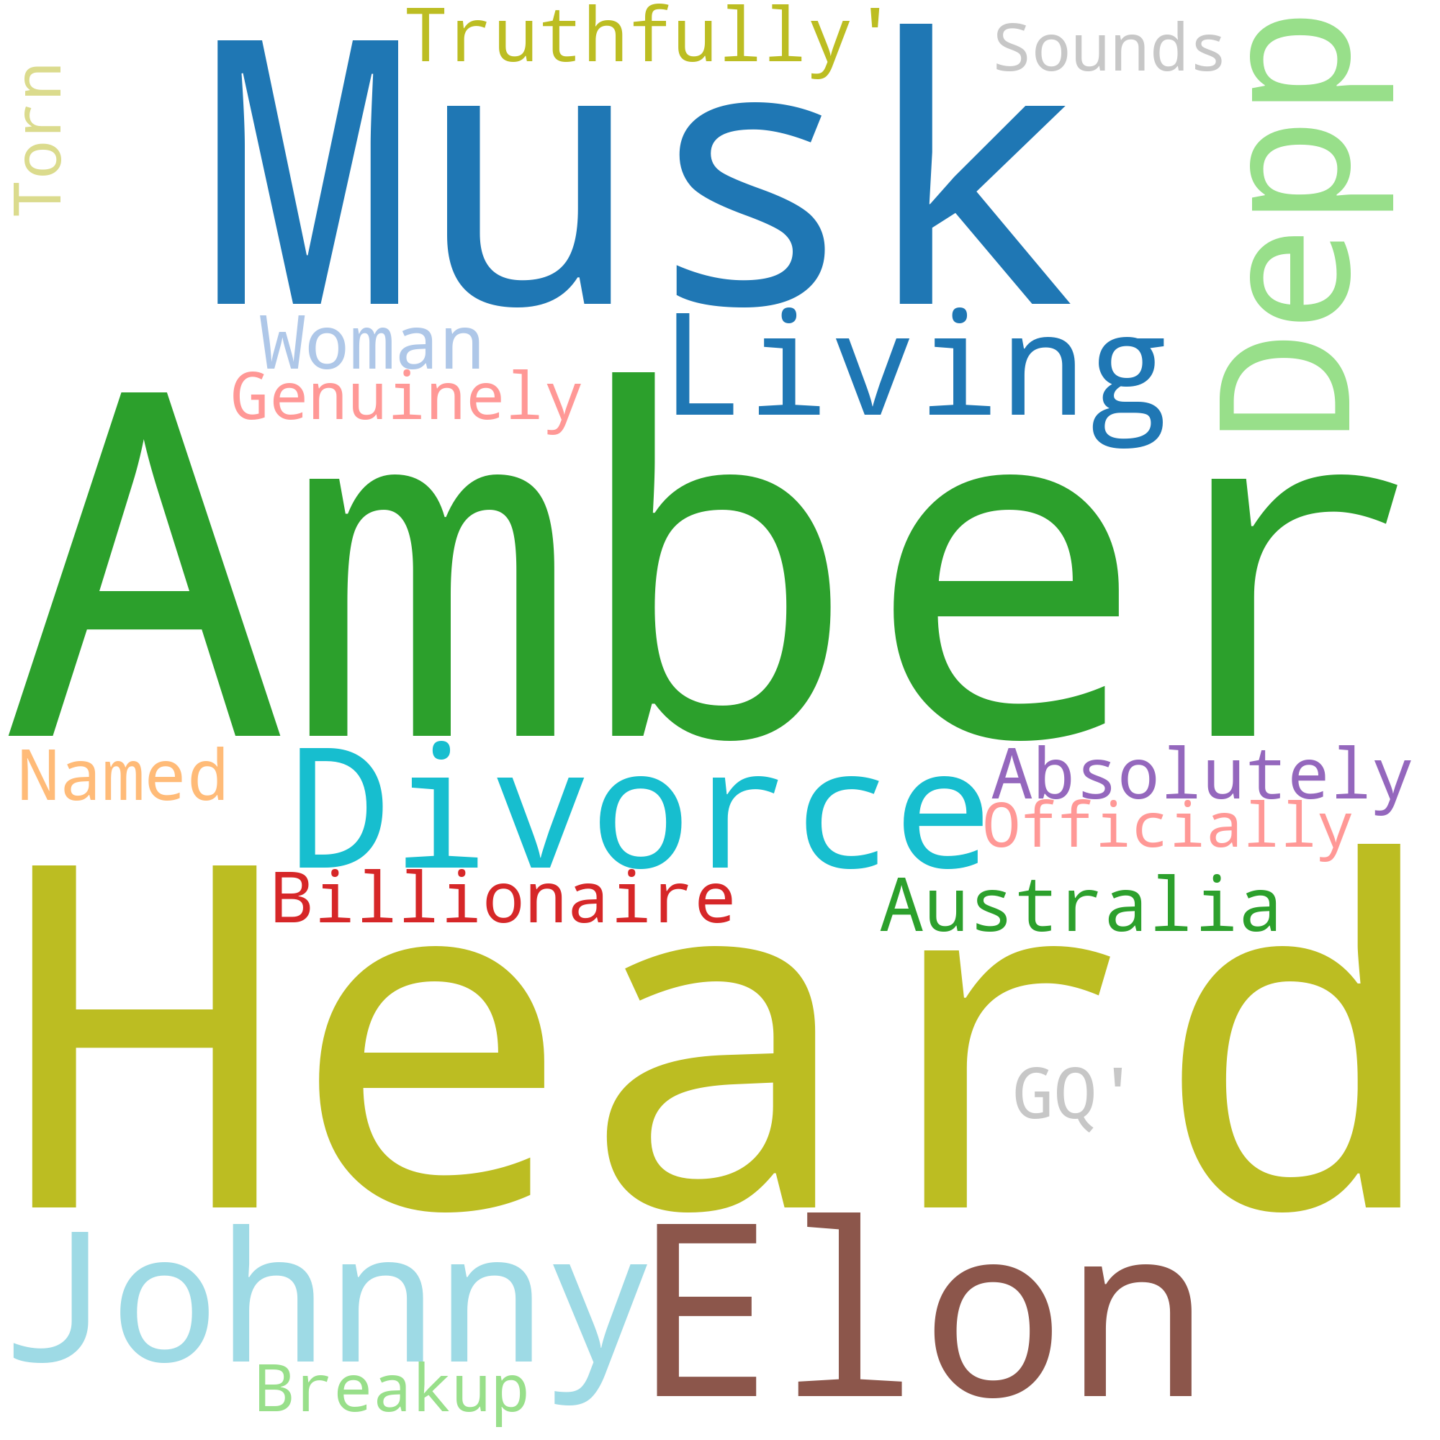 Truthfully'
Musk
Sounds
Depp
Torn
Woman
Living
Genuinely
Amber
Named
Divorce
Absolutely
Officially
Billionaire
Australia
Heard
GQ'
Johnny
Elon
Breakup